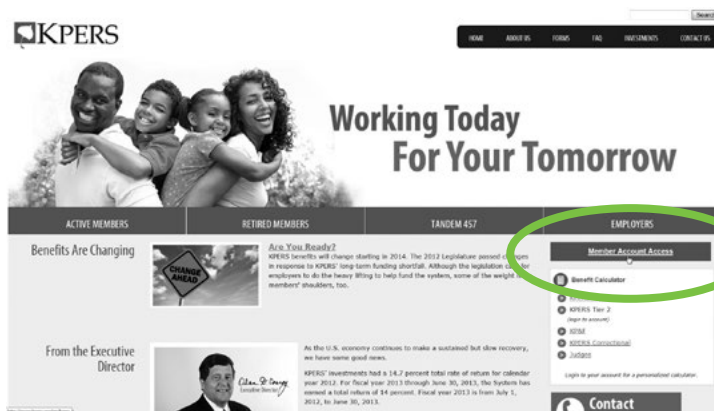 Search
KPERS
HOME ABOUT US FORMS FAQ INVESTMENTS CONTACT US
Working Today
For Your Tomorrow
ACTIVE MEMBERS RETIRED MEMBERS TANDEM 457 EMPLOYERS
Benefits Are Changing
CHANGE
AHEAD
Are You Ready?
KPERS benefits will change starting in 2014. The 2012 Legislature passed changes
in response to KPERS' long-term funding shortfall. Although the legislation calls for
employers to do the heavy lifting to help fund the system, some of the weight
members' shoulders, too.
Member Account Access
Benefit Calculator
KPERS Tier 2
(login to account)
KP&F
KPERS Correctional
Judges
Login to your account for a personalized calculator.
From the Executive
Director
Executive Director
As the U.S. economy continues to make a sustained but slow recovery,
we have some good news.
KPERS' investments had a 14.7 percent total rate of return for calendar
year 2012. For fiscal year 2013 through June 30, 2013, the System has
earned a total return of 14 percent. Fiscal year 2013 is from July 1,
2012, to June 30, 2013.
Contact